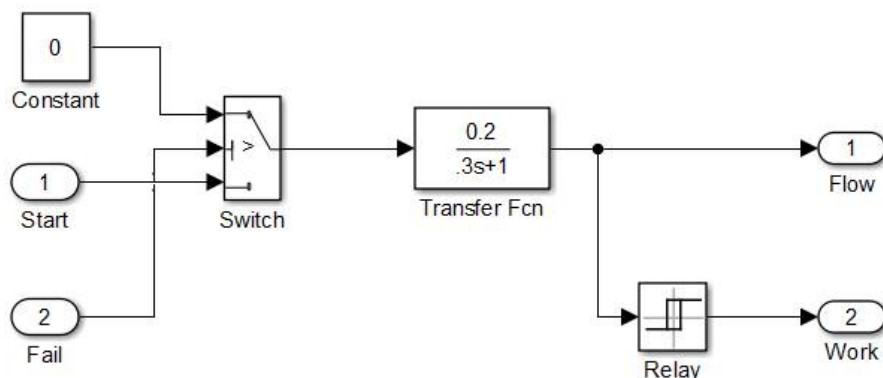 0
Constant
1
Start
2
Fail
>
Switch
0.2
.3s+1
Transfer Fcn
1
Flow
Relay
2
Work